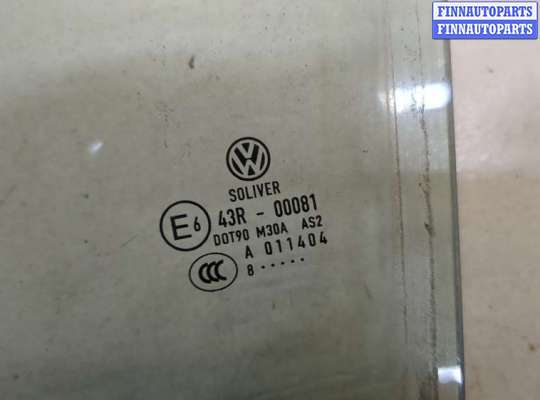 FINNAUTOPARTS
FINNAUTOPARTS
VW
SOLIVER
E6 43R - 00081
DOT90 M30A AS2
A 011404
CCC 8 .....